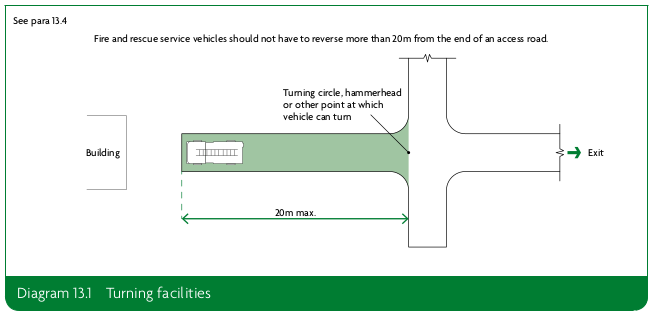 See para 13.4
Fire and rescue service vehicles should not have to reverse more than 20m from the end of an access road.
Turning circle, hammerhead
or other point at which
vehicle can turn
Building
Exit
20m max.
Diagram 13.1 Turning facilities